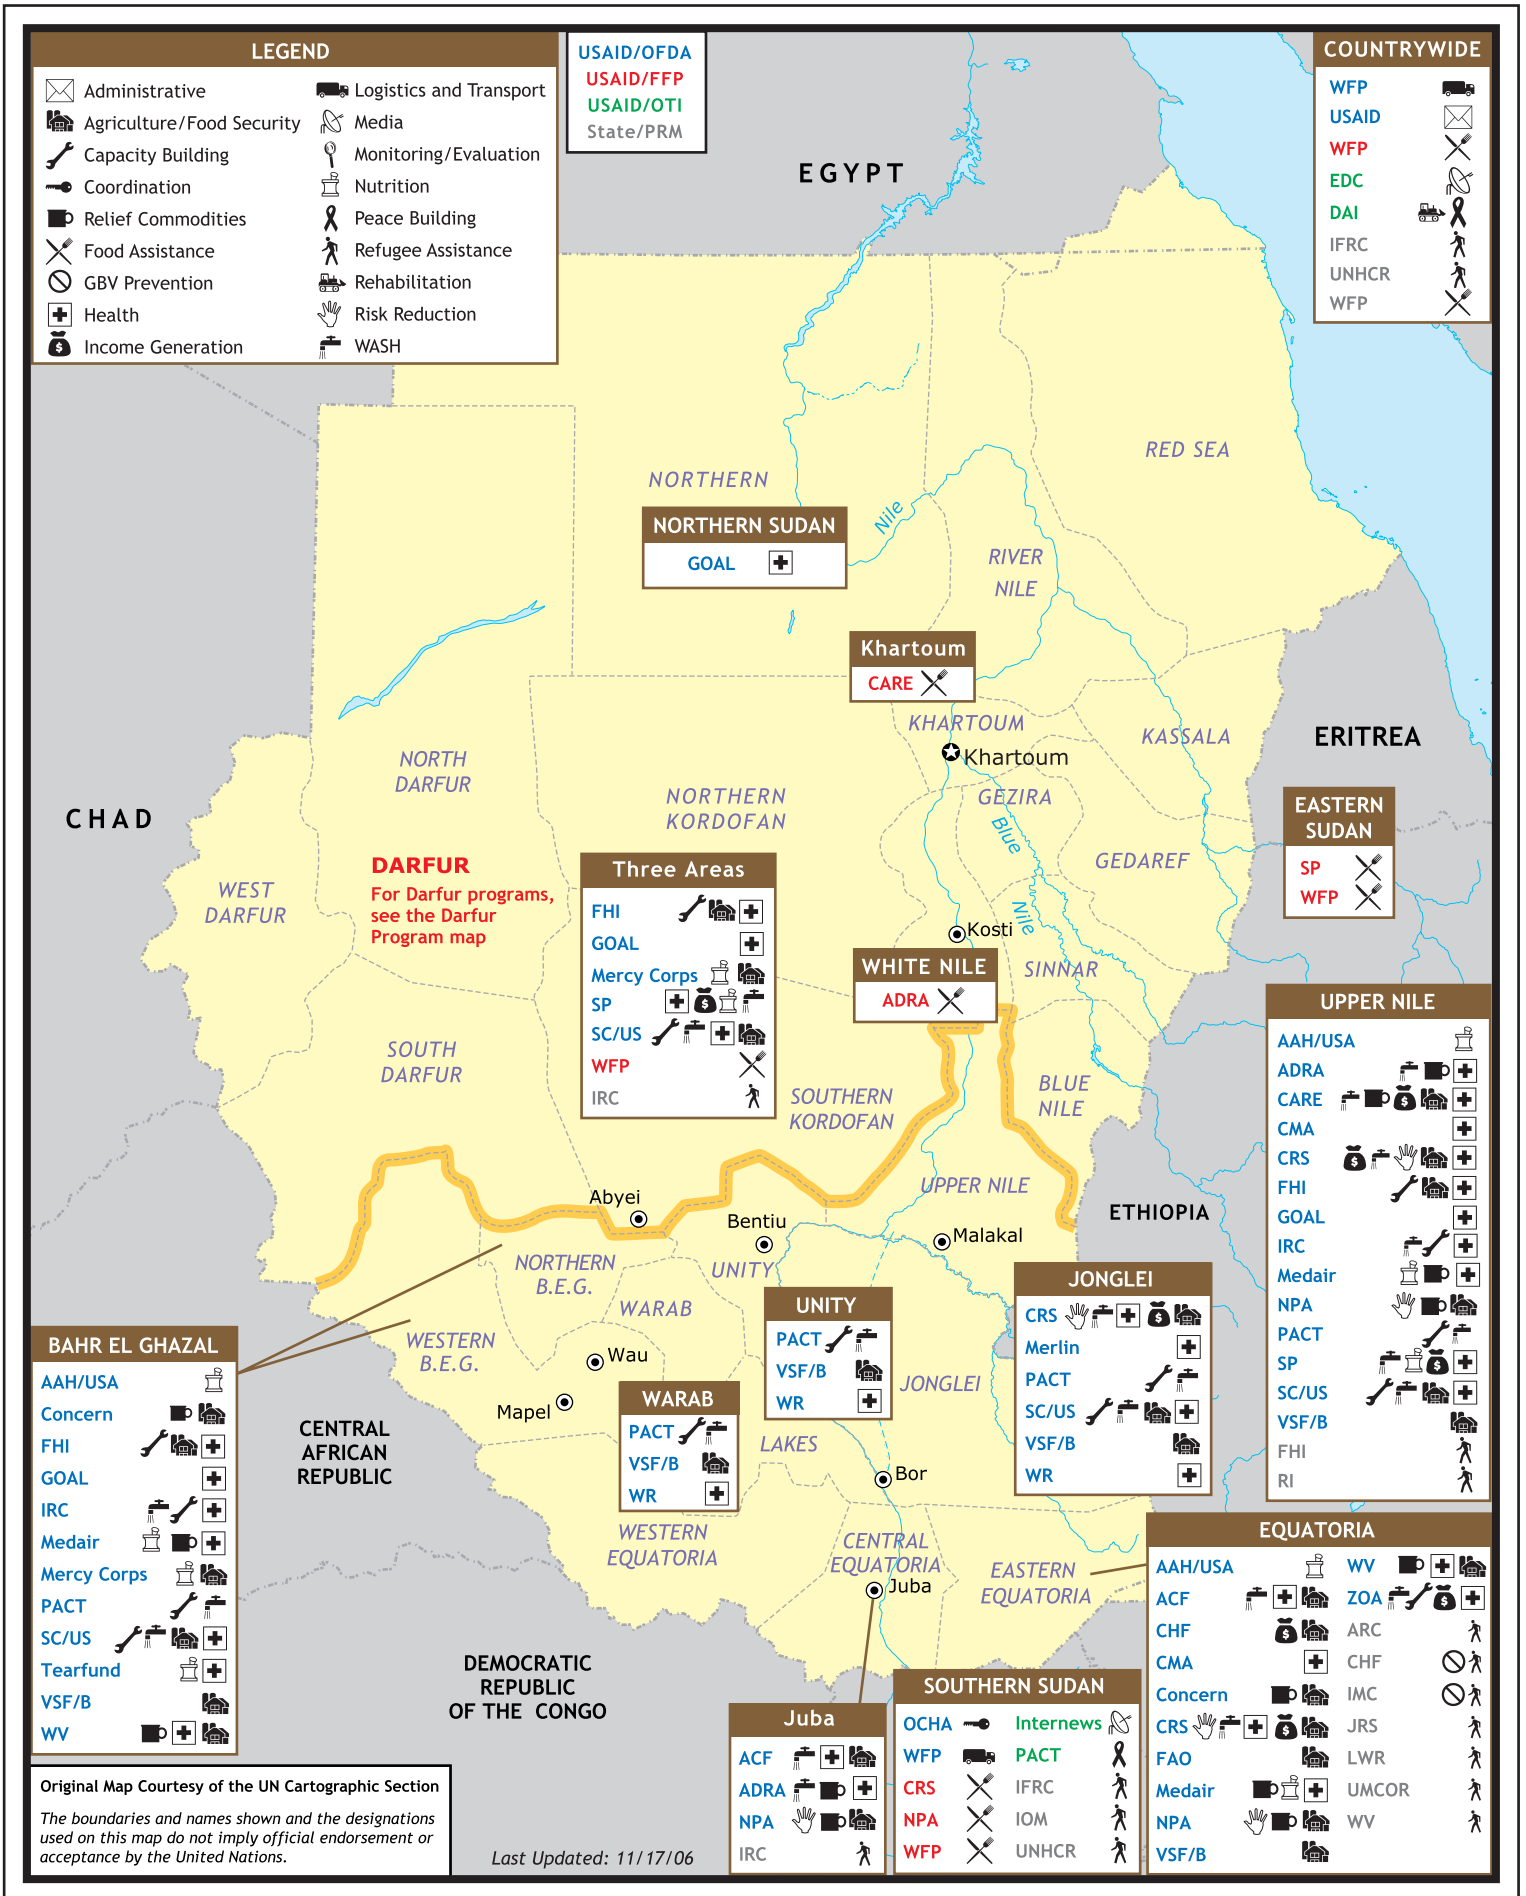 LEGEND
Administrative
Agriculture/Food Security
Capacity Building
Coordination
Relief Commodities
Food Assistance
GBV Prevention
Health
Income Generation
Logistics and Transport
Media
Monitoring/Evaluation
Nutrition
Peace Building
Refugee Assistance
Rehabilitation
Risk Reduction
WASH
USAID/OFDA
USAID/FFP
USAID/OTI
State/PRM
COUNTRYWIDE
WFP
USAID
WFP
EDC
DAI
IFRC
UNHCR
WFP
EGYPT
RED SEA
NORTHERN
NORTHERN SUDAN
GOAL
Nile
RIVER
NILE
Khartoum
CARE
KHARTOUM
Khartoum
KASSALA
ERITREA
NORTH
DARFUR
NORTHERN
KORDOFAN
GEZIRA
Blue
Nile
GEDAREF
EASTERN
SUDAN
SP
WFP
CHAD
WEST
DARFUR
DARFUR
For Darfur programs,
see the Darfur
Program map
Three Areas
FHI
GOAL
Mercy Corps
SP
SC/US
WFP
IRC
Kosti
WHITE NILE
ADRA
SINNAR
SOUTH
DARFUR
SOUTHERN
KORDOFAN
BLUE
NILE
UPPER NILE
AAH/USA
ADRA
CARE
CMA
CRS
FHI
GOAL
IRC
Medair
NPA
PACT
SP
SC/US
VSF/B
FHI
RI
UPPER NILE
ETHIOPIA
Abyei
Bentiu
Malakal
NORTHERN
B.E.G.
UNITY
WARAB
WESTERN
B.E.G.
Wau
Mapel
JONGLEI
CRS
Merlin
PACT
SC/US
VSF/B
WR
UNITY
PACT
VSF/B
WR
JONGLEI
WARAB
PACT
VSF/B
WR
LAKES
Bor
BAHR EL GHAZAL
AAH/USA
Concern
FHI
GOAL
IRC
Medair
Mercy Corps
PACT
SC/US
Tearfund
VSF/B
WV
CENTRAL
AFRICAN
REPUBLIC
WESTERN
EQUATORIA
CENTRAL
EQUATORIA
EASTERN
EQUATORIA
Juba
DEMOCRATIC
REPUBLIC
OF THE CONGO
EQUATORIA
AAH/USA
ACF
CHF
CMA
Concern
CRS
FAO
Medair
NPA
VSF/B
WV
ZOA
ARC
CHF
IMC
JRS
LWR
UMCOR
WV
SOUTHERN SUDAN
OCHA
WFP
CRS
NPA
WFP
Internews
PACT
IFRC
IOM
UNHCR
Juba
ACF
ADRA
NPA
IRC
Original Map Courtesy of the UN Cartographic Section
The boundaries and names shown and the designations
used on this map do not imply official endorsement or
acceptance by the United Nations.
Last Updated: 11/17/06